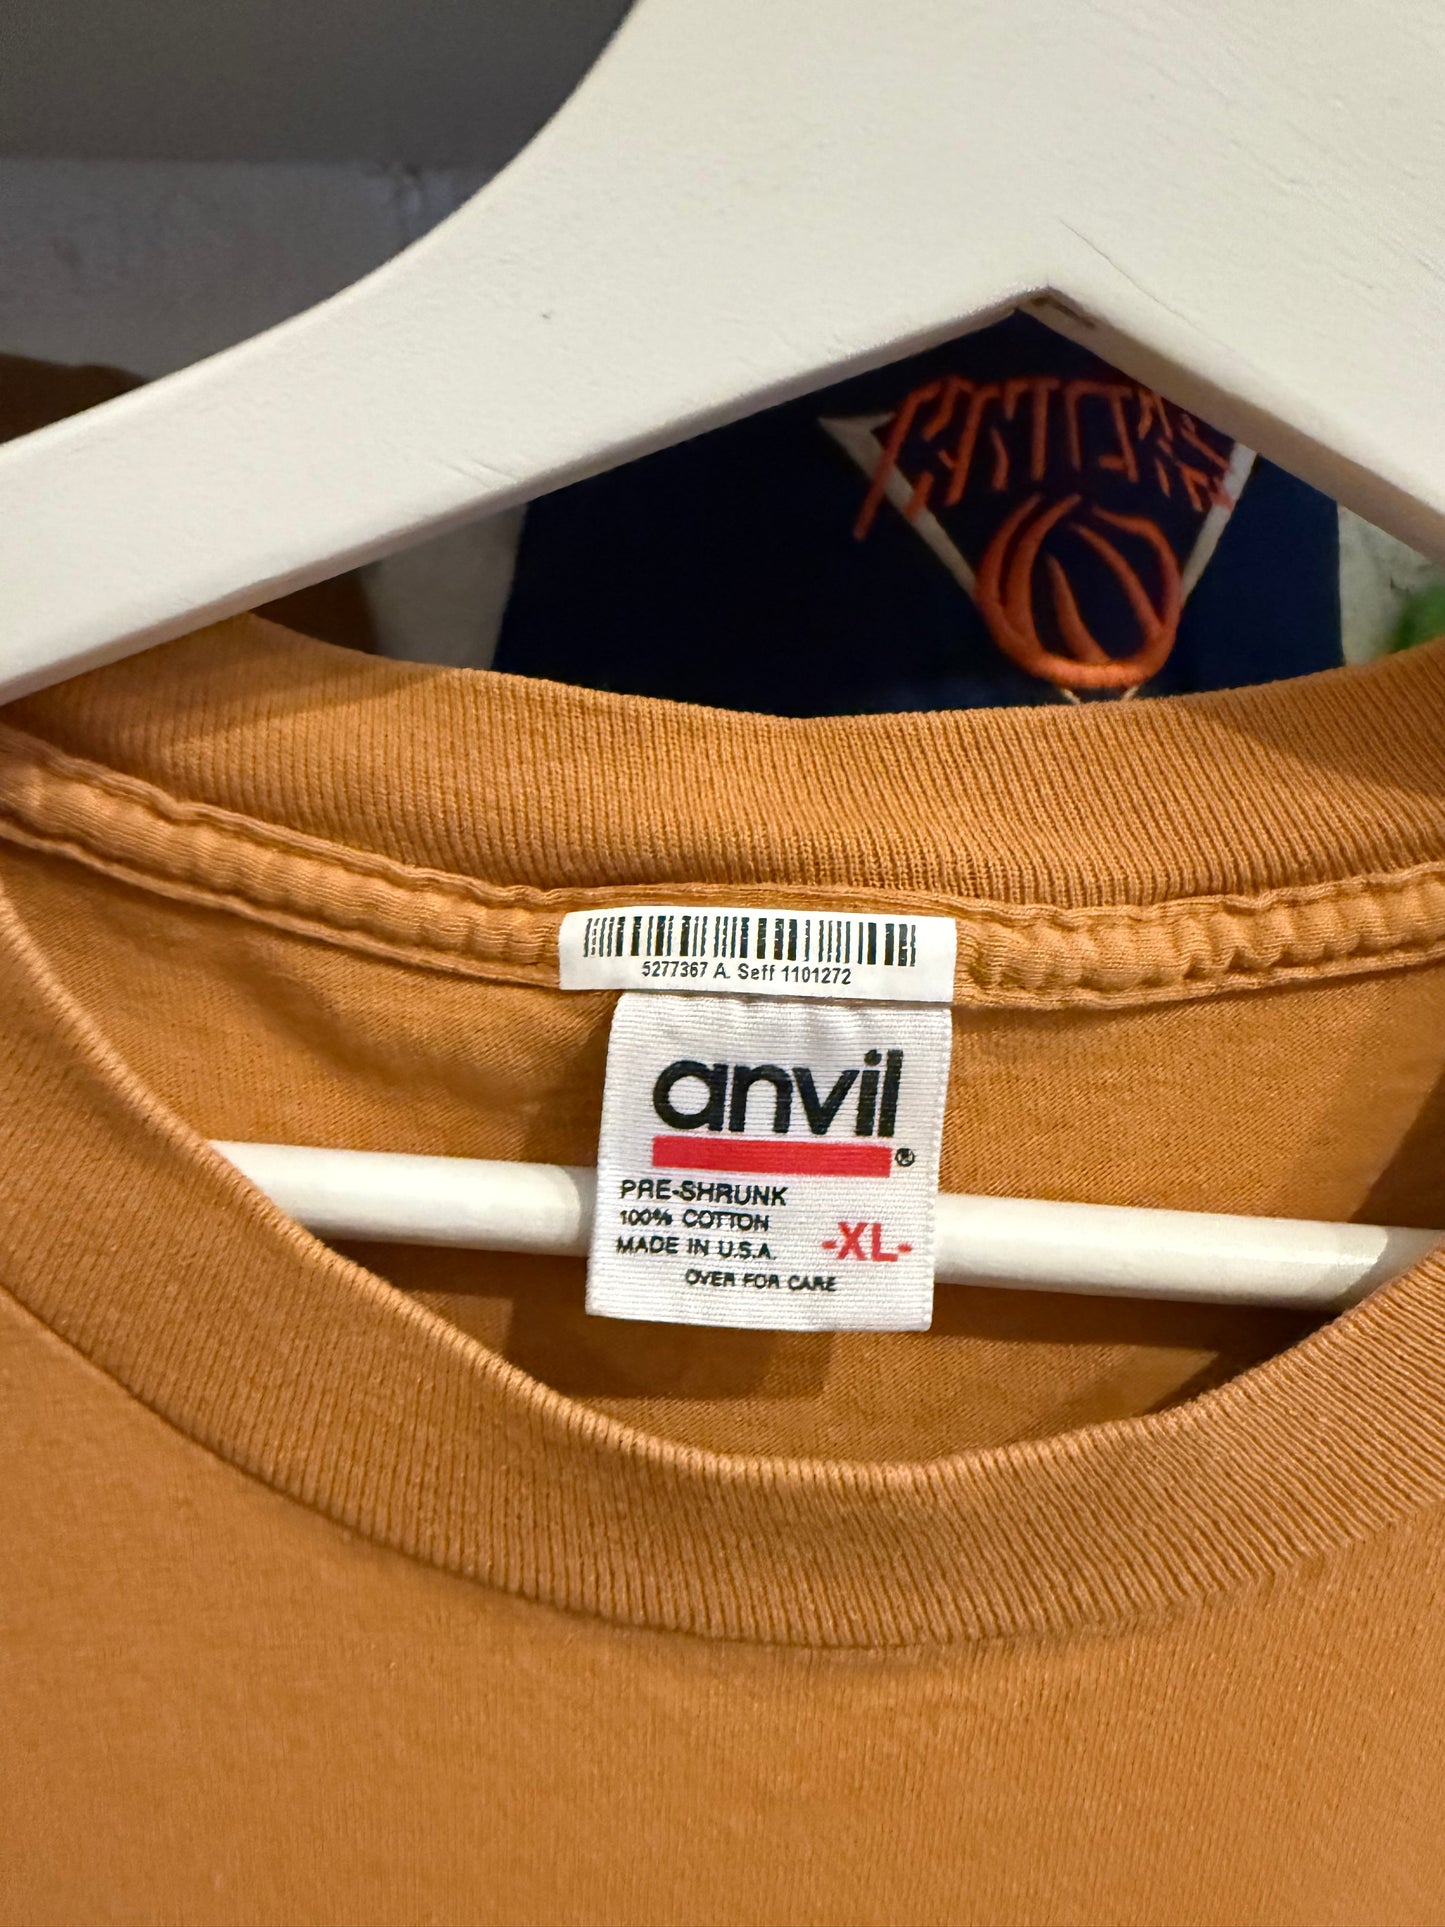 5277367 A. Seff 1101272
anvil®
PRE-SHRUNK
100% COTTON
MADE IN U.S.A.
-XL-
OVER FOR CARE